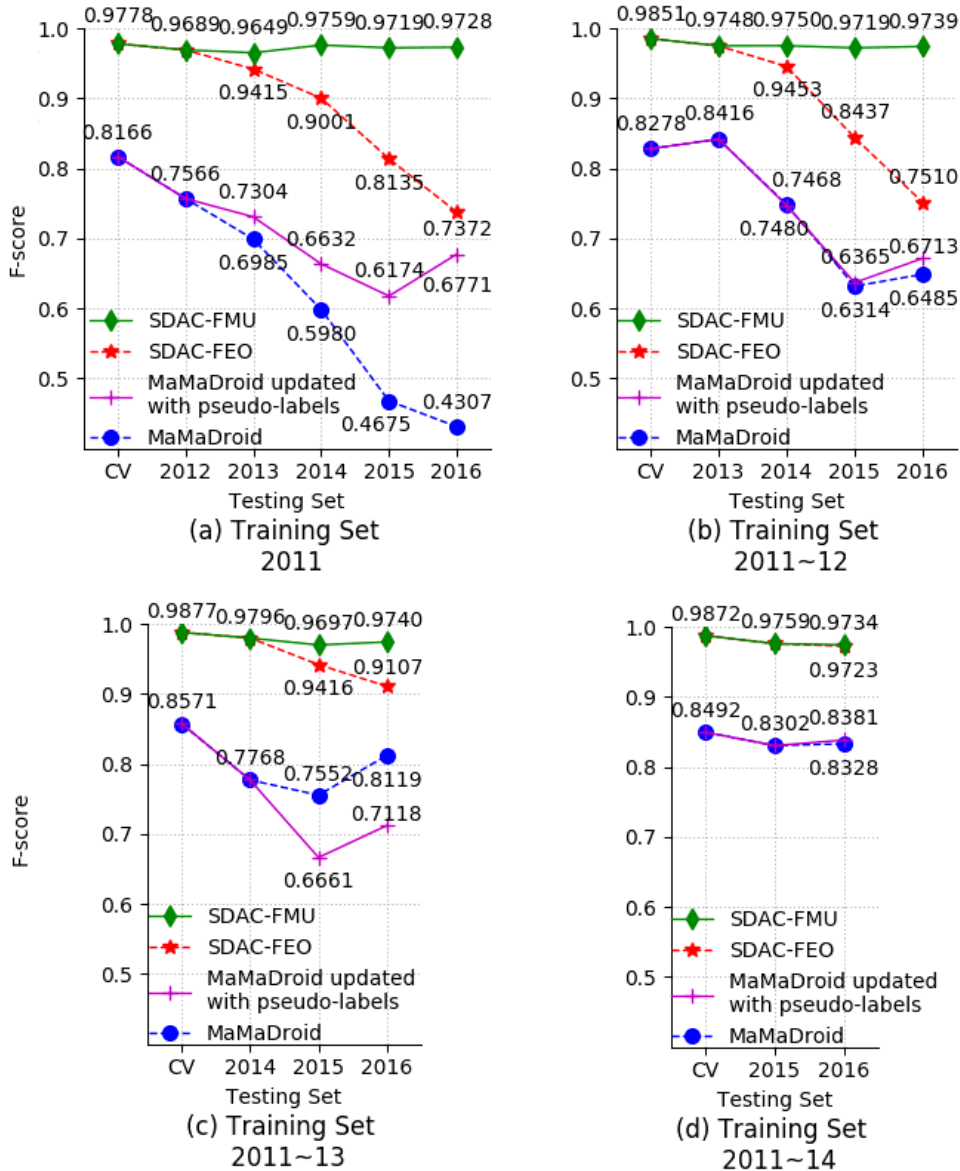 0.9778 0.9689 0.9649 0.9759 0.9719 0.9728
1.0
0.9
0.8
0.7
0.6
0.5
F-score
0.9415
0.9001
0.8135
0.7372
0.8166
0.7566
0.7304
0.6632
0.6174
0.6771
0.6985
0.5980
0.4675
0.4307
SDAC-FMU
SDAC-FEO
MaMaDroid updated
with pseudo-labels
MaMaDroid
CV 2012 2013 2014 2015 2016
Testing Set
(a) Training Set
2011
0.9851 0.9748 0.9750 0.9719 0.9739
1.0
0.9
0.8
0.7
0.6
0.5
0.9453
0.8437
0.7510
0.8278
0.8416
0.7468
0.7480
0.6365
0.6713
0.6314
0.6485
SDAC-FMU
SDAC-FEO
MaMaDroid updated
with pseudo-labels
MaMaDroid
CV 2013 2014 2015 2016
Testing Set
(b) Training Set
2011~12
0.9877 0.9796 0.9697 0.9740
1.0
0.9
0.8
0.7
0.6
0.5
F-score
0.9416
0.9107
0.8571
0.7768
0.7552
0.8119
0.7118
0.6661
SDAC-FMU
SDAC-FEO
MaMaDroid updated
with pseudo-labels
MaMaDroid
CV 2014 2015 2016
Testing Set
(c) Training Set
2011~13
0.9872 0.9759 0.9734
1.0
0.9
0.8
0.7
0.6
0.5
0.9723
0.8492
0.8302
0.8381
0.8328
SDAC-FMU
SDAC-FEO
MaMaDroid updated
with pseudo-labels
MaMaDroid
CV 2015 2016
Testing Set
(d) Training Set
2011~14